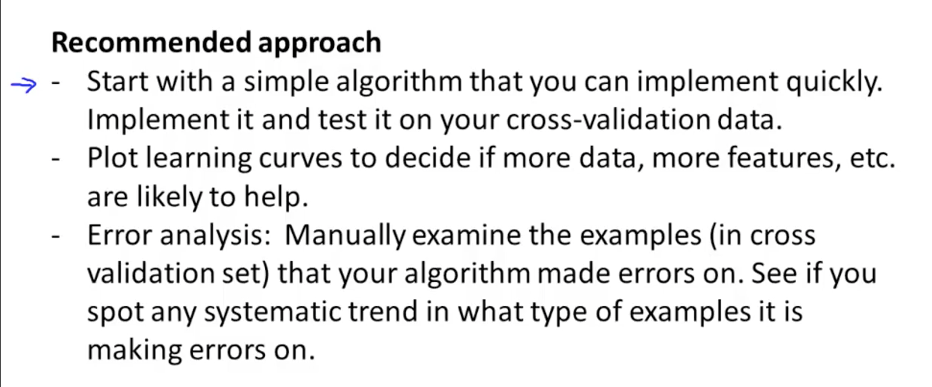 Recommended approach
- Start with a simple algorithm that you can implement quickly.
Implement it and test it on your cross-validation data.
- Plot learning curves to decide if more data, more features, etc.
are likely to help.
- Error analysis: Manually examine the examples (in cross
validation set) that your algorithm made errors on. See if you
spot any systematic trend in what type of examples it is
making errors on.